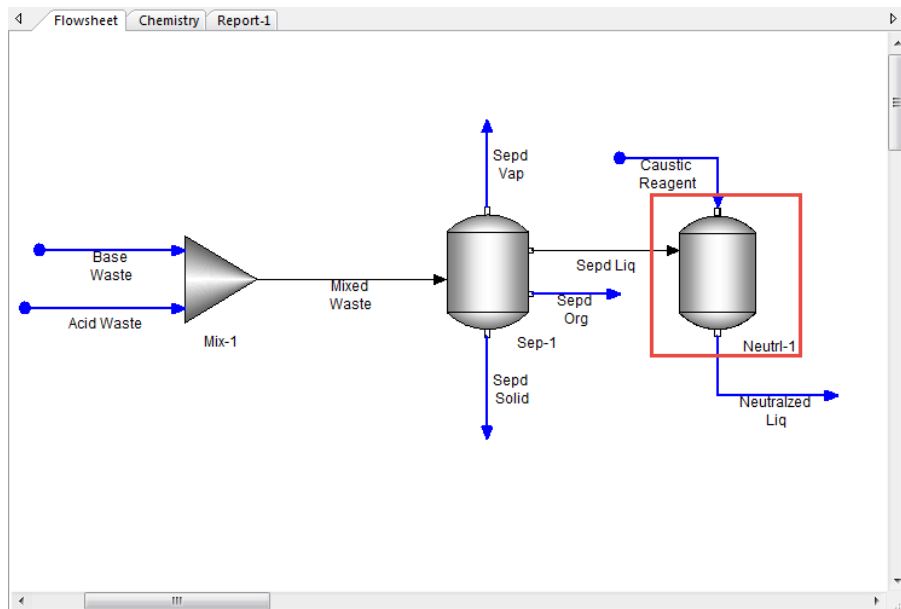 Flowsheet
Chemistry
Report-1
Sepd
Vap
Caustic
Reagent
Base
Waste
Mixed
Waste
Sepd Liq
Sepd
Org
Acid Waste
Mix-1
Sep-1
Neutrl-1
Sepd
Solid
Neutralzed
Liq